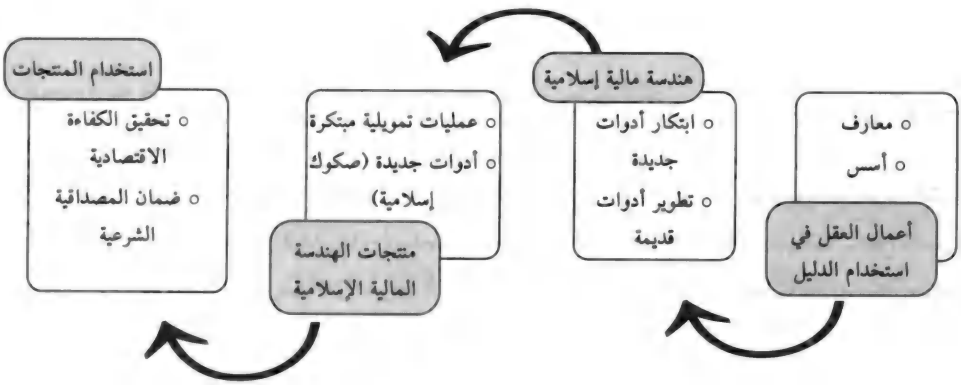 معارف
أسس
أعمال العقل في
استخدام الدليل
هندسة مالية إسلامية
ابتكار أدوات
جديدة
تطوير أدوات
قديمة
عمليات تمويلية مبتكرة
أدوات جديدة (صكوك
إسلامية)
منتجات الهندسة
المالية الإسلامية
استخدام المنتجات
تحقيق الكفاءة
الاقتصادية
ضمان المصداقية
الشرعية